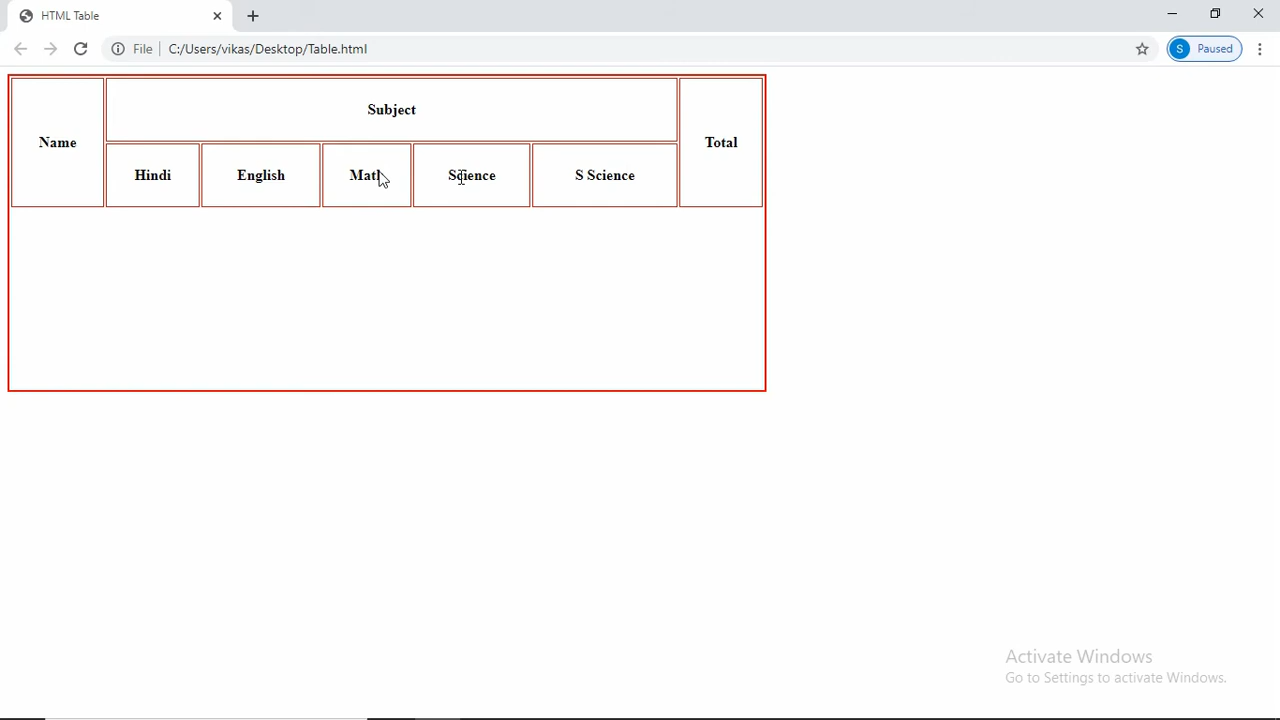 HTML Table
File C:/Users/vikas/Desktop/Table.html
S Paused
Name Subject Total
Hindi English Math Science S Science
Activate Windows
Go to Settings to activate Windows.